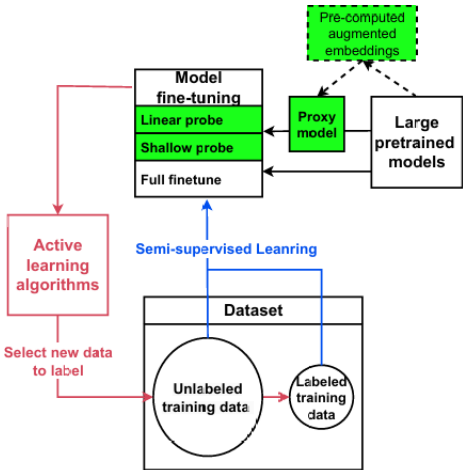 Pre-computed
augmented
embeddings
Model
fine-tuning
Linear probe
Shallow probe
Full finetune
Proxy
model
Large
pretrained
models
Active
learning
algorithms
Semi-supervised Leanring
Select new data
to label
Dataset
Unlabeled
training data
Labeled
training
data